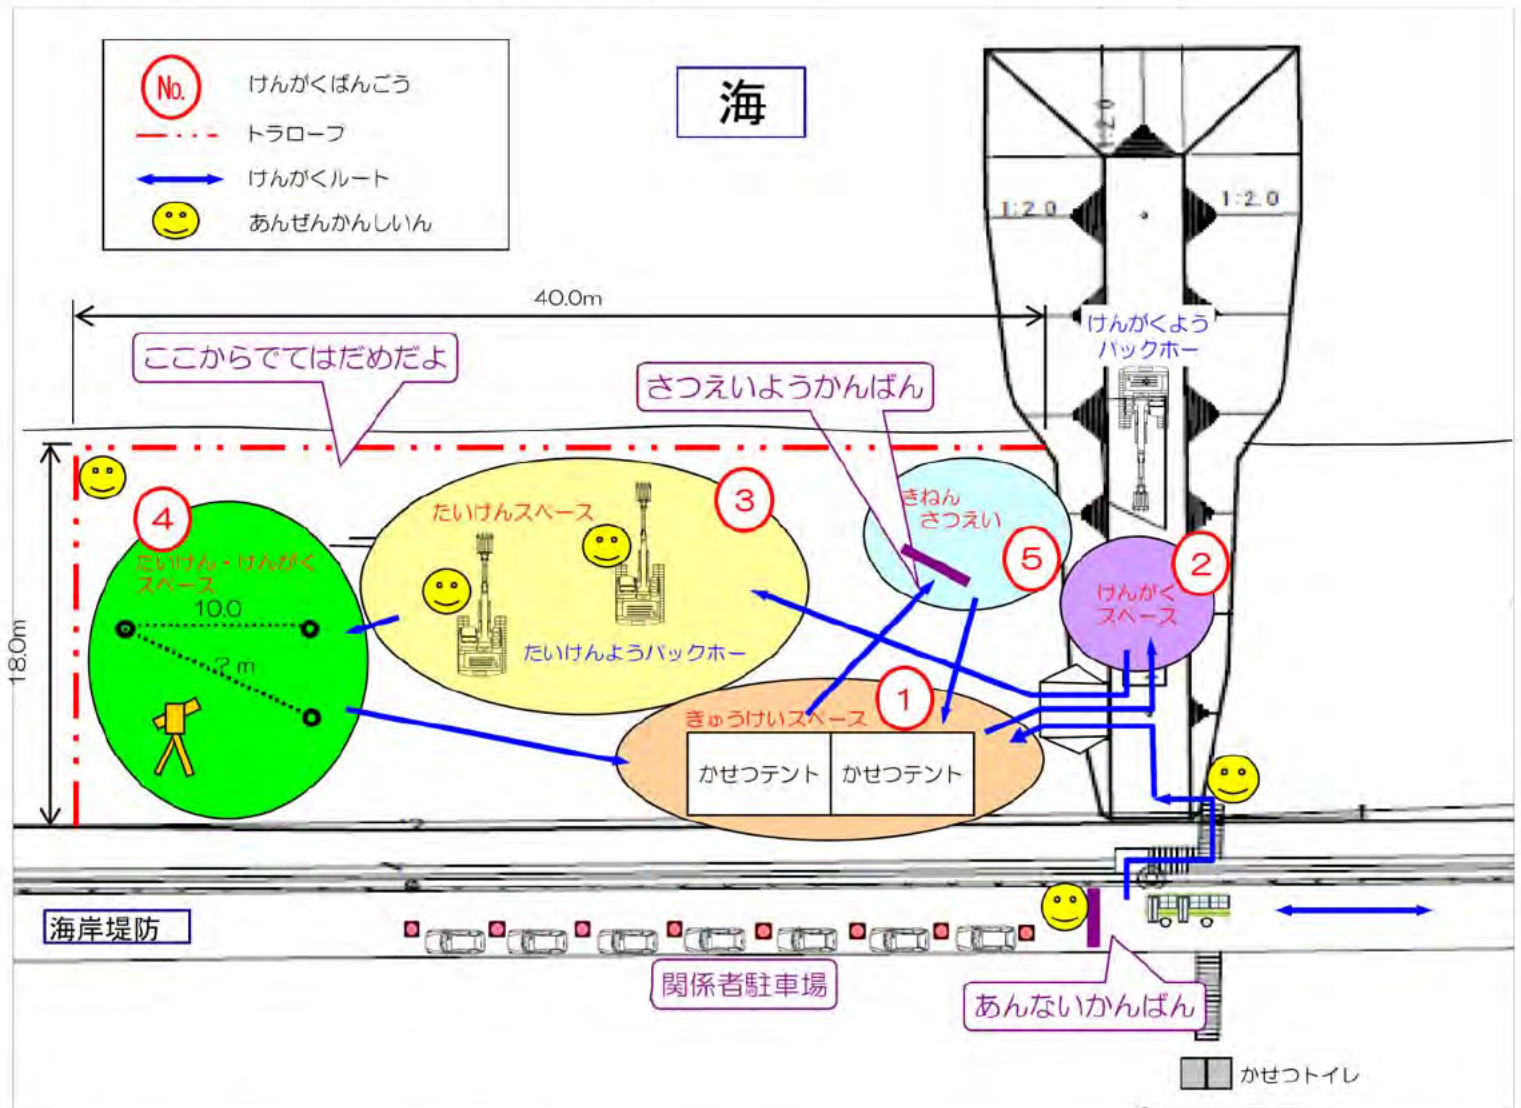 No. けんがくばんごう
トラロープ
けんがくルート
あんぜんかんしいん
海
1:2.0
1:2.0
1:2.0
40.0m
けんがくよう
バックホー
ここからでてはだめだよ
さつえいようかんばん
18.0m
④
たいけん・けんがく
スペース
10.0
? m
たいけんスペース
③
たいけんようバックホー
きねん
さつえい
⑤
②
けんがく
スペース
①
きゅうけいスペース
かせつテント
かせつテント
海岸堤防
関係者駐車場
あんないかんばん
かせつトイレ